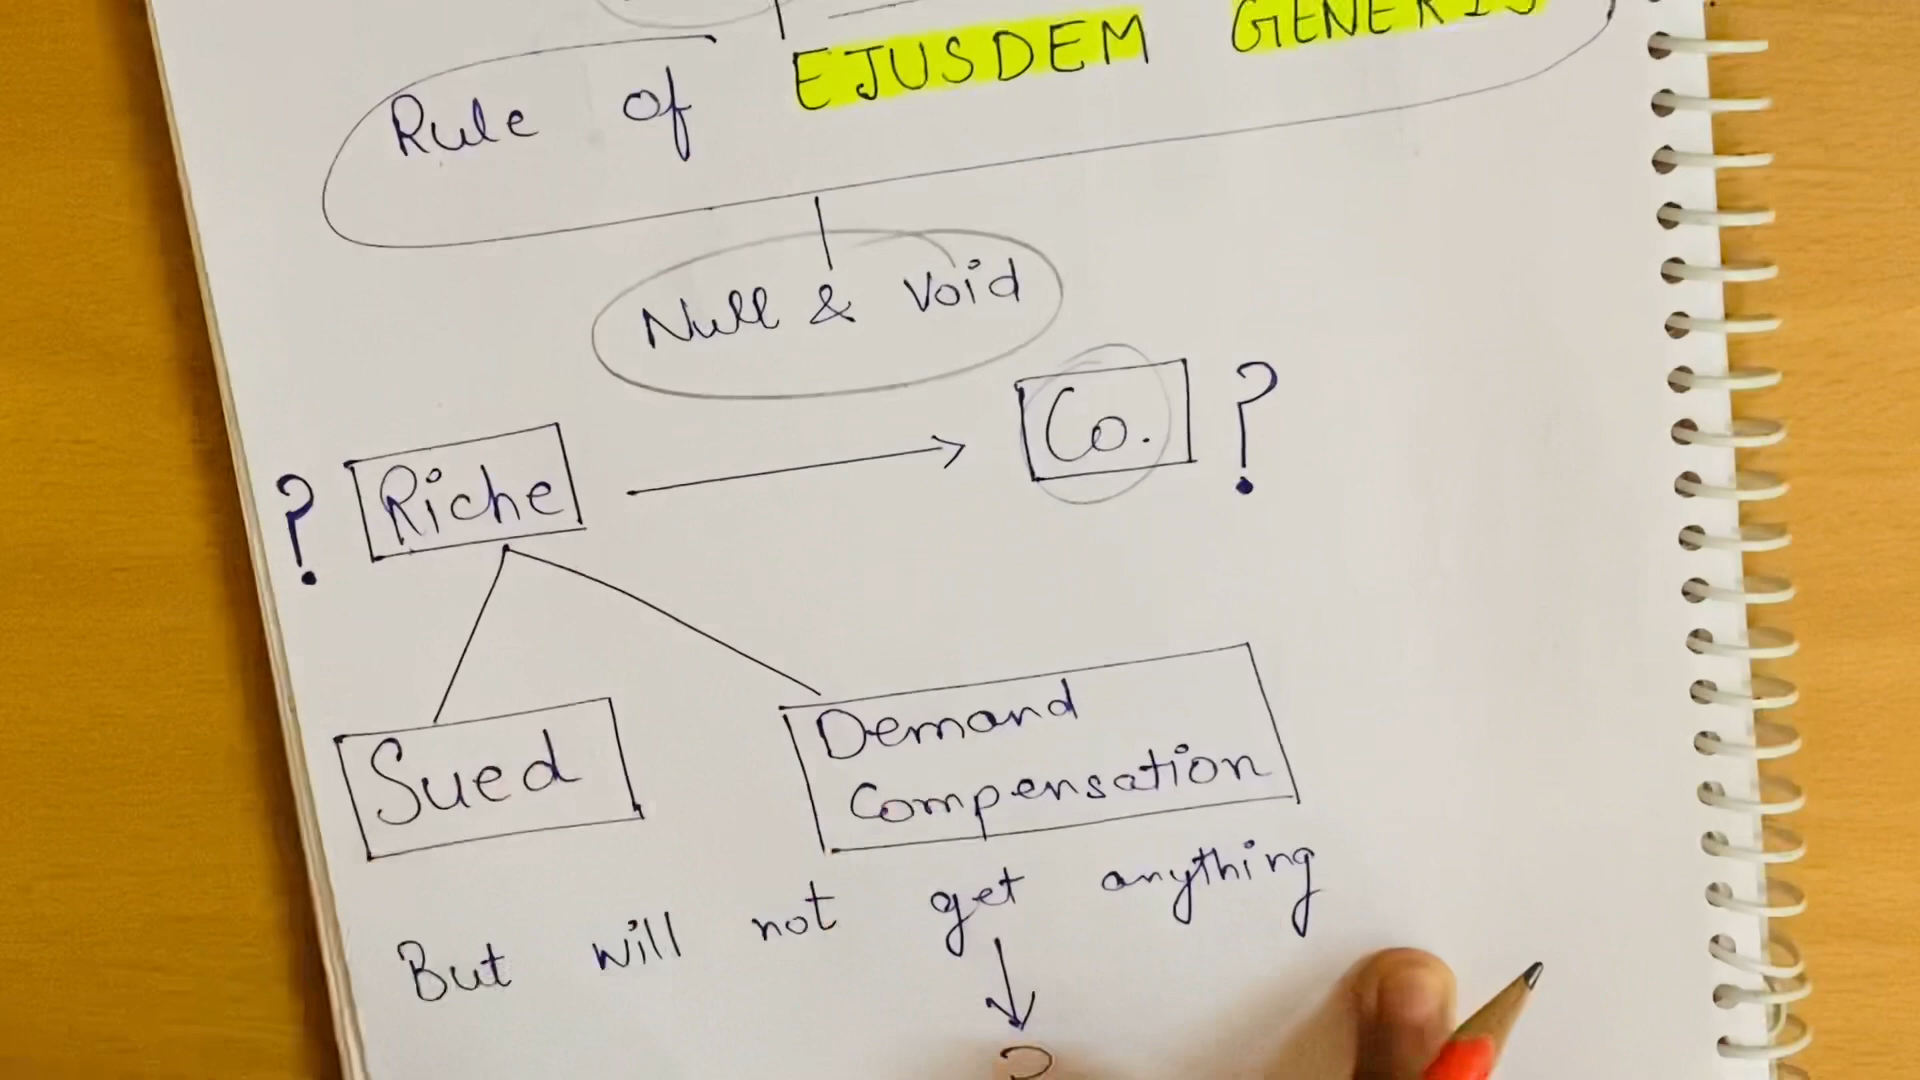 Rule of EJUSDEM GENERIS
Null & Void
? Riche
Co. ?
Sued
Demand
Compensation
But will not get anything
?